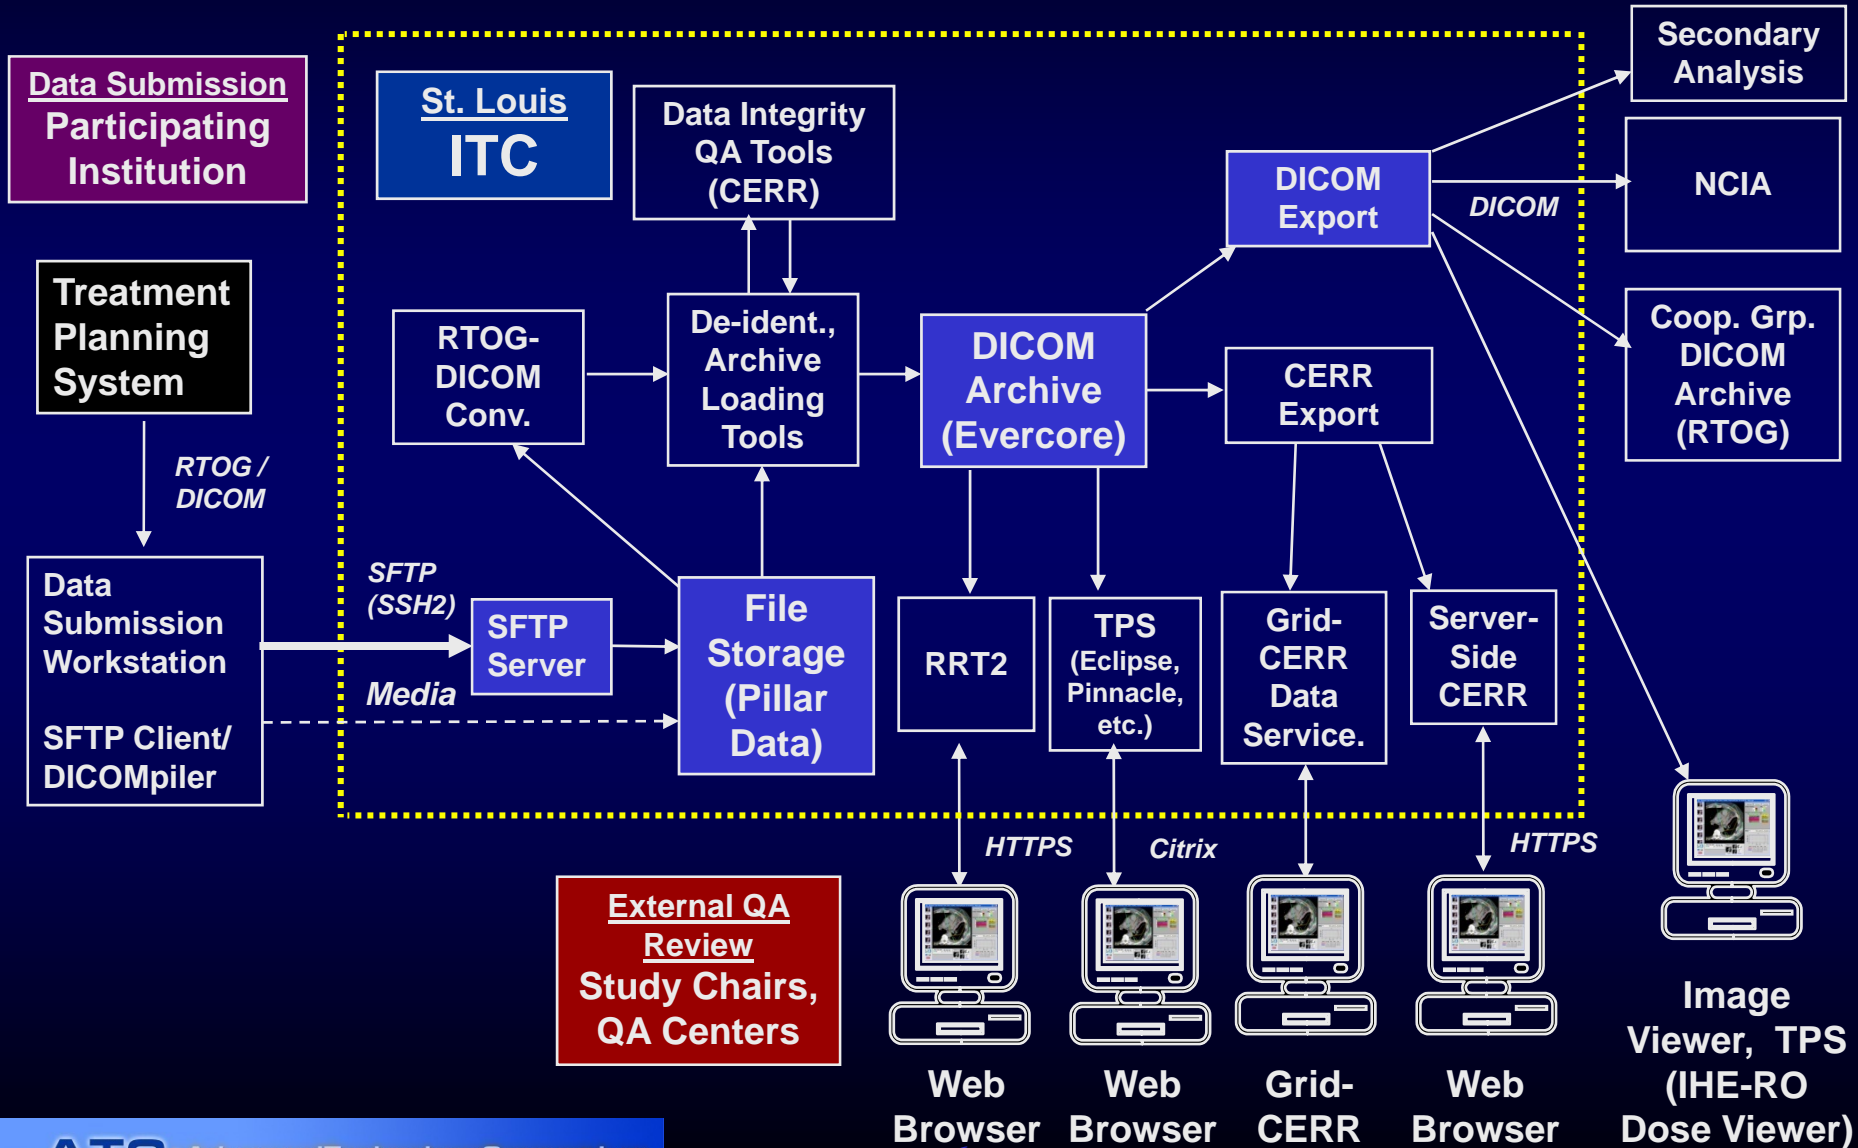 Data Submission
Participating
Institution
St. Louis
ITC
Data Integrity
QA Tools
(CERR)
Secondary
Analysis
DICOM
Export
DICOM
NCIA
Treatment
Planning
System
RTOG-
DICOM
Conv.
De-ident.,
Archive
Loading
Tools
DICOM
Archive
(Evercore)
CERR
Export
Coop. Grp.
DICOM
Archive
(RTOG)
RTOG /
DICOM
Data
Submission
Workstation
SFTP Client/
DICOMpiler
SFTP
(SSH2)
SFTP
Server
Media
File
Storage
(Pillar
Data)
RRT2
TPS
(Eclipse,
Pinnacle,
etc.)
Grid-
CERR
Data
Service.
Server-
Side
CERR
HTTPS
Citrix
HTTPS
External QA
Review
Study Chairs,
QA Centers
Web
Browser
Web
Browser
Grid-
CERR
Web
Browser
Image
Viewer, TPS
(IHE-RO
Dose Viewer)